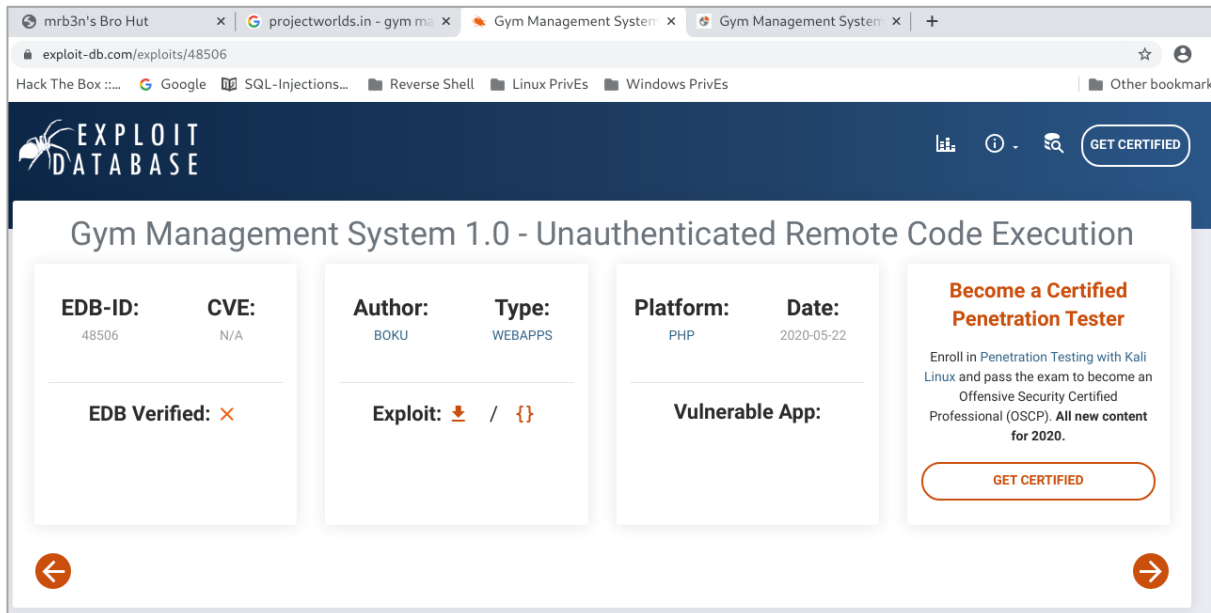 mrb3n's Bro Hut
projectworlds.in - gym ma
Gym Management System
Gym Management System
exploit-db.com/exploits/48506
Hack The Box ::...
Google
SQL-Injections...
Reverse Shell
Linux PrivEs
Windows PrivEs
Other bookmark
EXPLOIT
DATABASE
GET CERTIFIED
Gym Management System 1.0 - Unauthenticated Remote Code Execution
EDB-ID:
48506
CVE:
N/A
EDB Verified: ×
Author:
BOKU
Type:
WEBAPPS
Exploit: / {}
Platform:
PHP
Date:
2020-05-22
Vulnerable App:
Become a Certified
Penetration Tester
Enroll in Penetration Testing with Kali
Linux and pass the exam to become an
Offensive Security Certified
Professional (OSCP). All new content
for 2020.
GET CERTIFIED